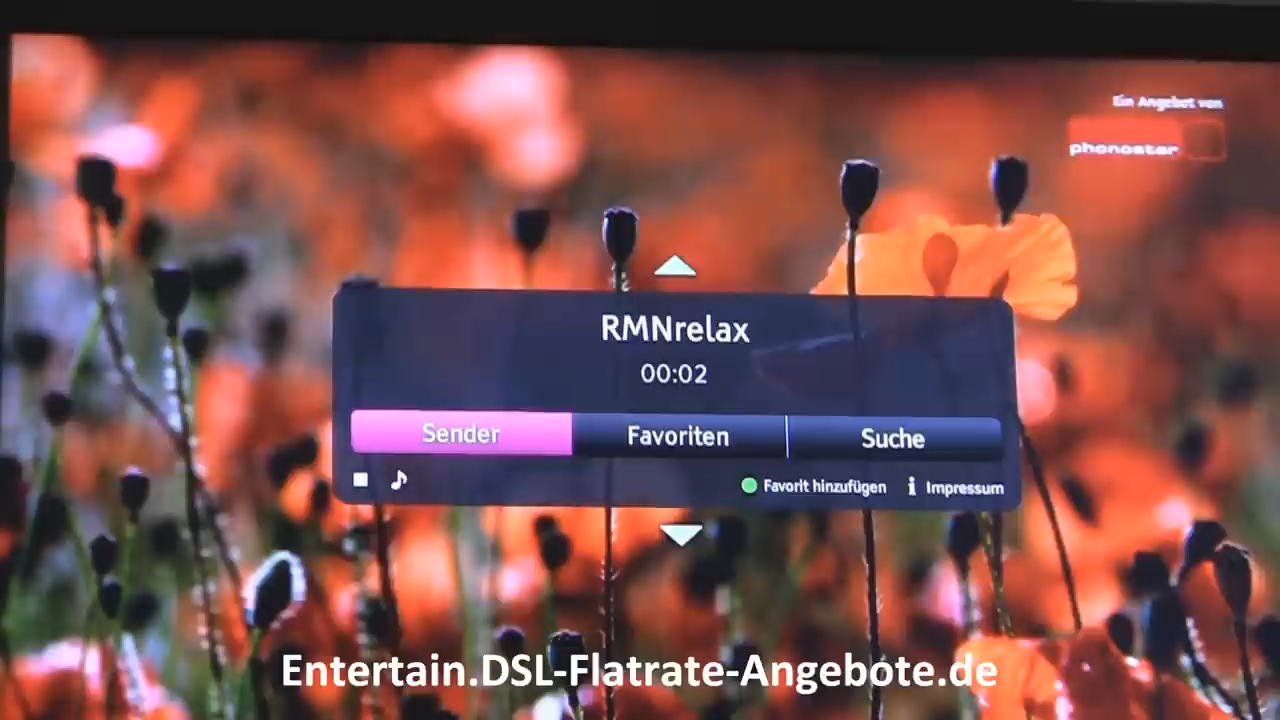 Ein Angebot von
phonostar
RMNrelax
00:02
Sender
Favoriten
Suche
Favorit hinzufügen
i Impressum
Entertain.DSL-Flatrate-Angebote.de